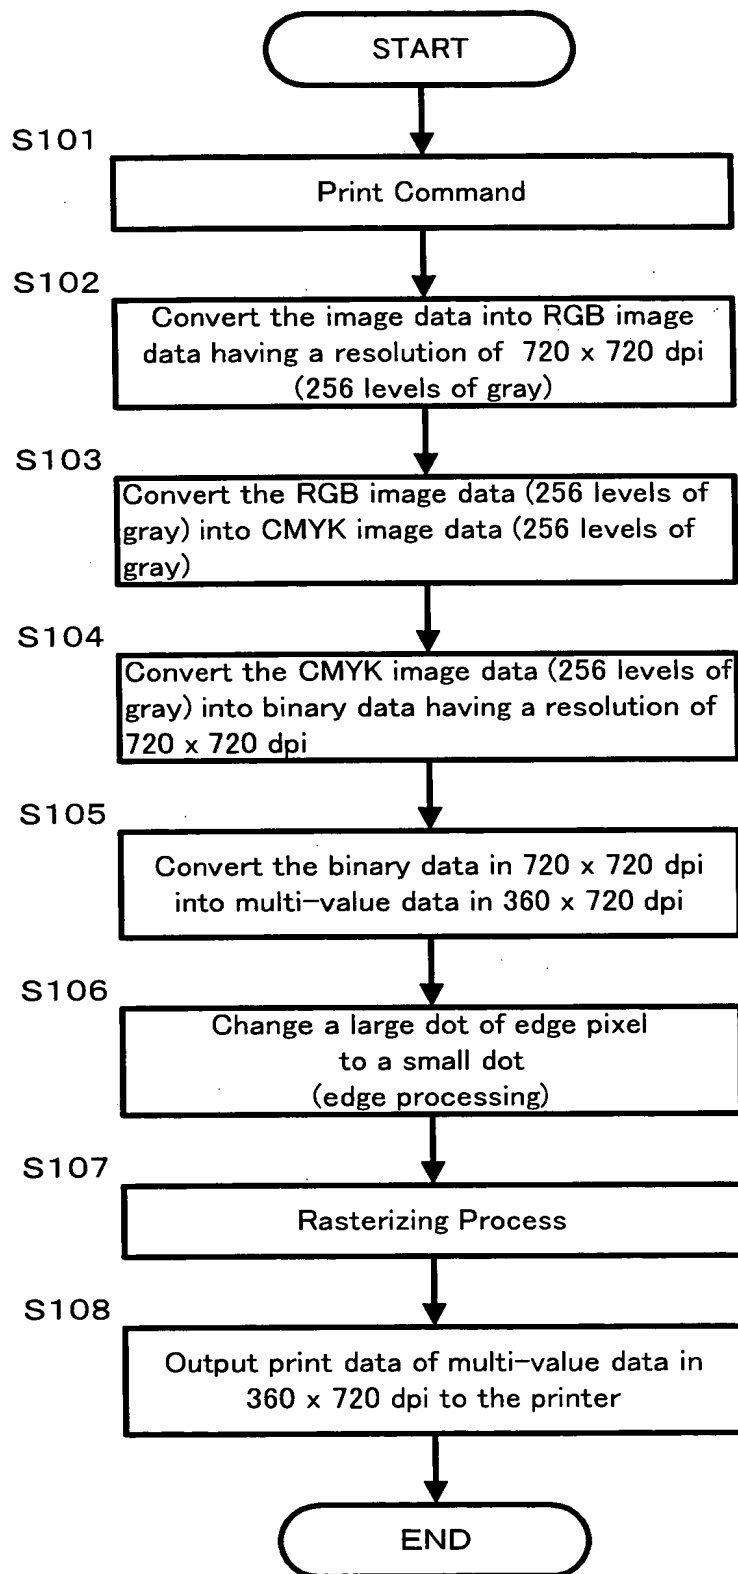 START
S101
Print Command
S102
Convert the image data into RGB image
data having a resolution of 720 x 720 dpi
(256 levels of gray)
S103
Convert the RGB image data (256 levels of
gray) into CMYK image data (256 levels of
gray)
S104
Convert the CMYK image data (256 levels of
gray) into binary data having a resolution of
720 x 720 dpi
S105
Convert the binary data in 720 x 720 dpi
into multi-value data in 360 x 720 dpi
S106
Change a large dot of edge pixel
to a small dot
(edge processing)
S107
Rasterizing Process
S108
Output print data of multi-value data in
360 x 720 dpi to the printer
END